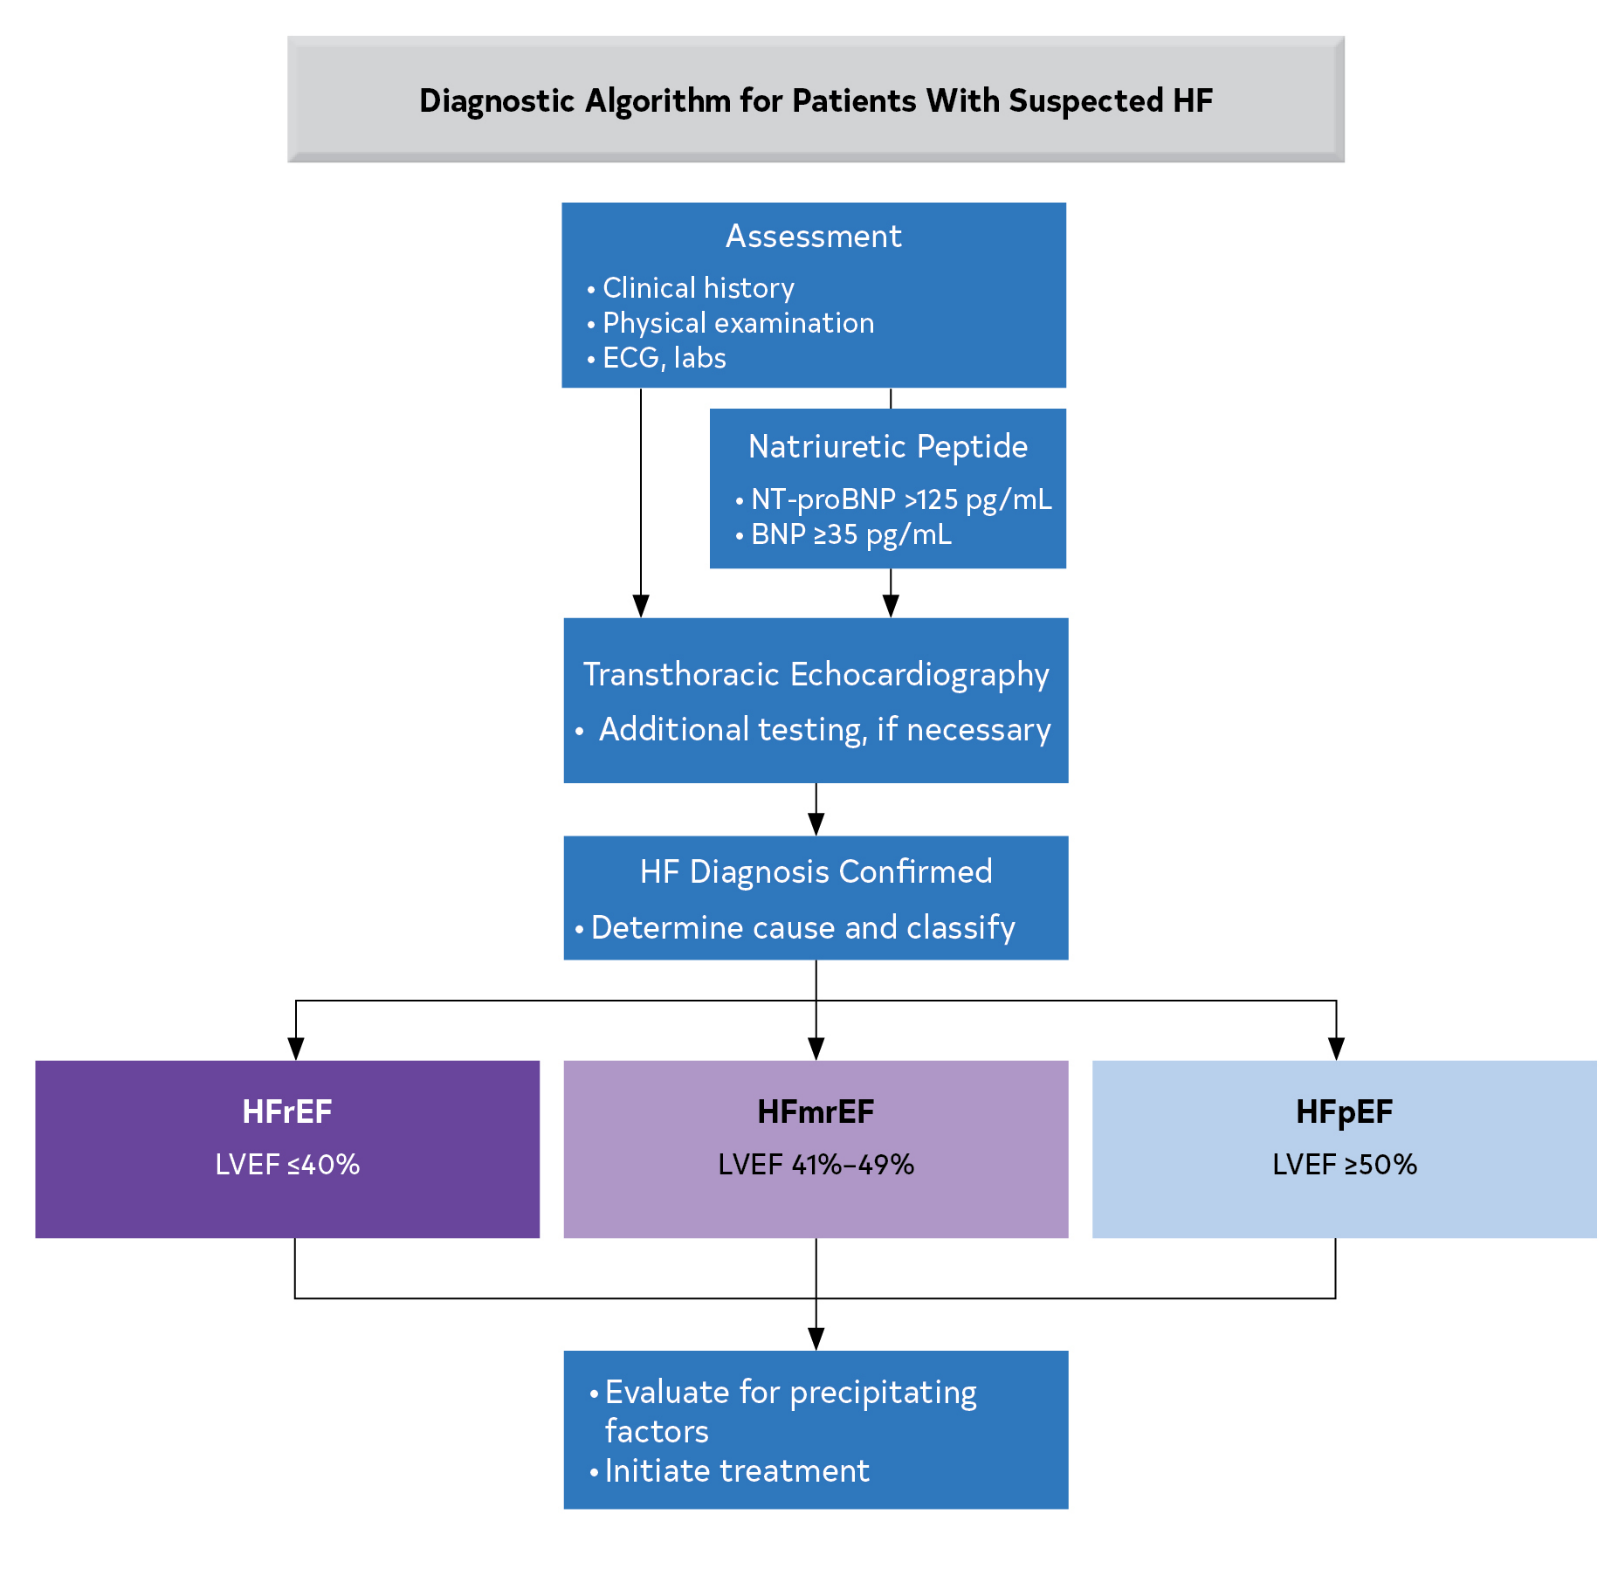 Diagnostic Algorithm for Patients With Suspected HF
Assessment
• Clinical history
• Physical examination
• ECG, labs
Natriuretic Peptide
• NT-proBNP >125 pg/mL
• BNP ≥35 pg/mL
Transthoracic Echocardiography
• Additional testing, if necessary
HF Diagnosis Confirmed
• Determine cause and classify
HFrEF
LVEF ≤40%
HFmrEF
LVEF 41%–49%
HFpEF
LVEF ≥50%
• Evaluate for precipitating
factors
• Initiate treatment